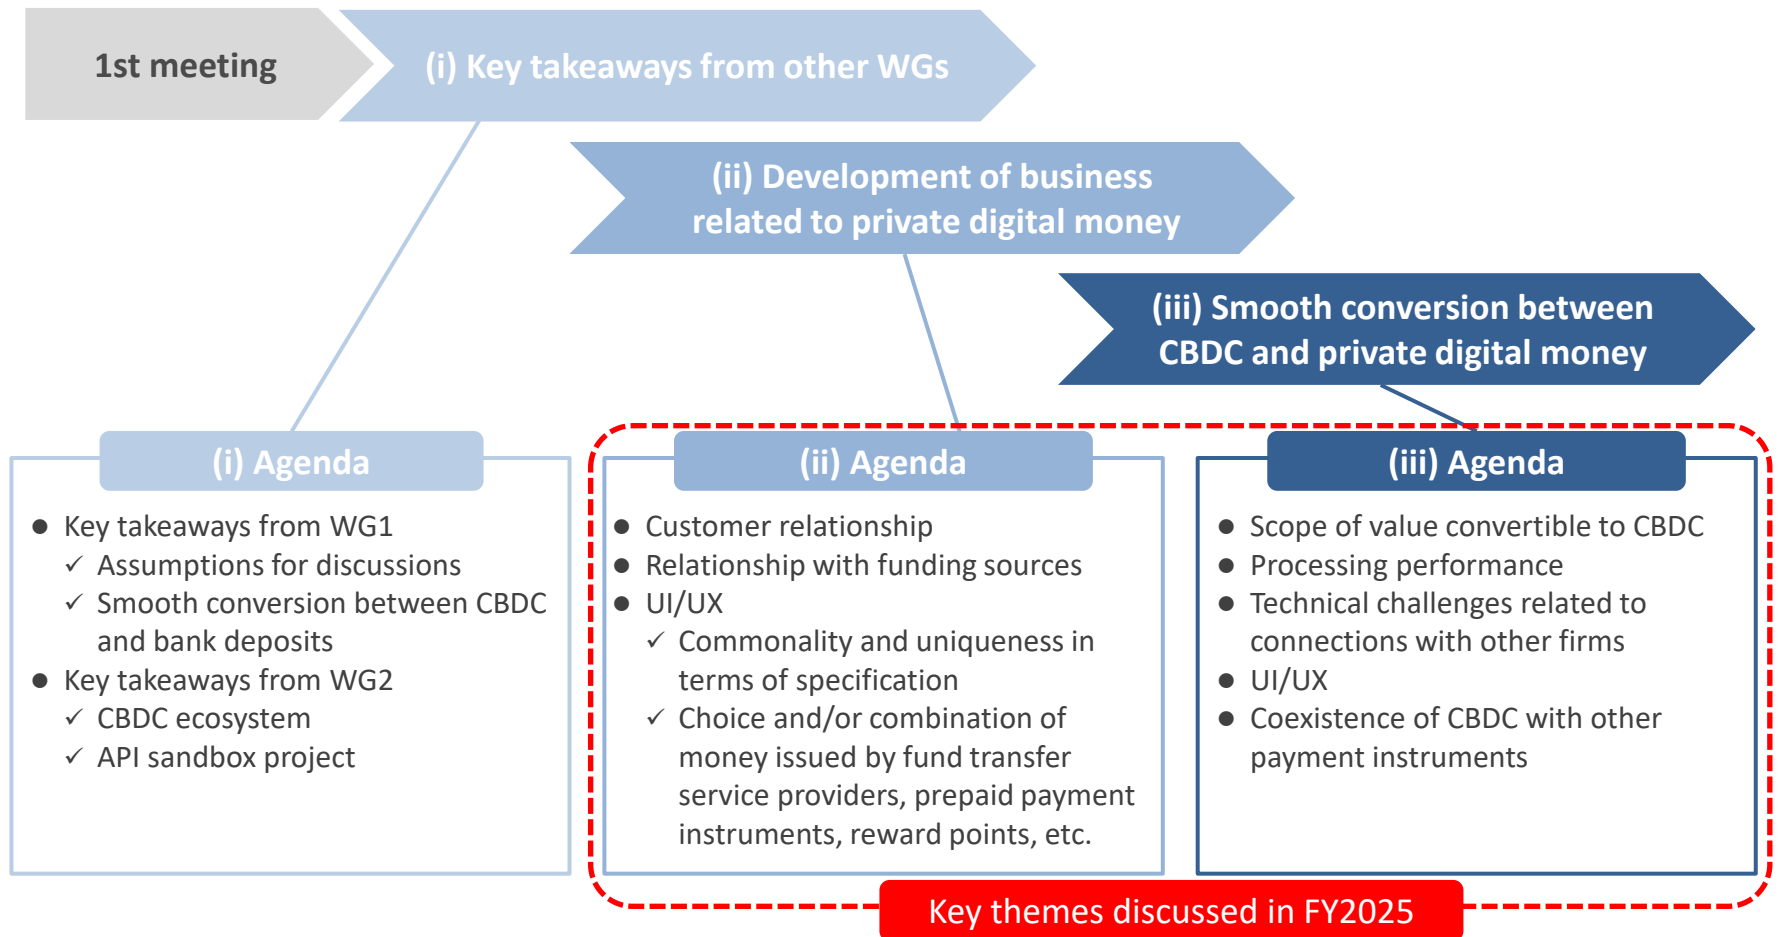 1st meeting
(i) Key takeaways from other WGs
(ii) Development of business
related to private digital money
(iii) Smooth conversion between
CBDC and private digital money
(i) Agenda
● Key takeaways from WG1
✓ Assumptions for discussions
✓ Smooth conversion between CBDC
and bank deposits
● Key takeaways from WG2
✓ CBDC ecosystem
✓ API sandbox project
(ii) Agenda
● Customer relationship
● Relationship with funding sources
● UI/UX
✓ Commonality and uniqueness in
terms of specification
✓ Choice and/or combination of
money issued by fund transfer
service providers, prepaid payment
instruments, reward points, etc.
(iii) Agenda
● Scope of value convertible to CBDC
● Processing performance
● Technical challenges related to
connections with other firms
● UI/UX
● Coexistence of CBDC with other
payment instruments
Key themes discussed in FY2025